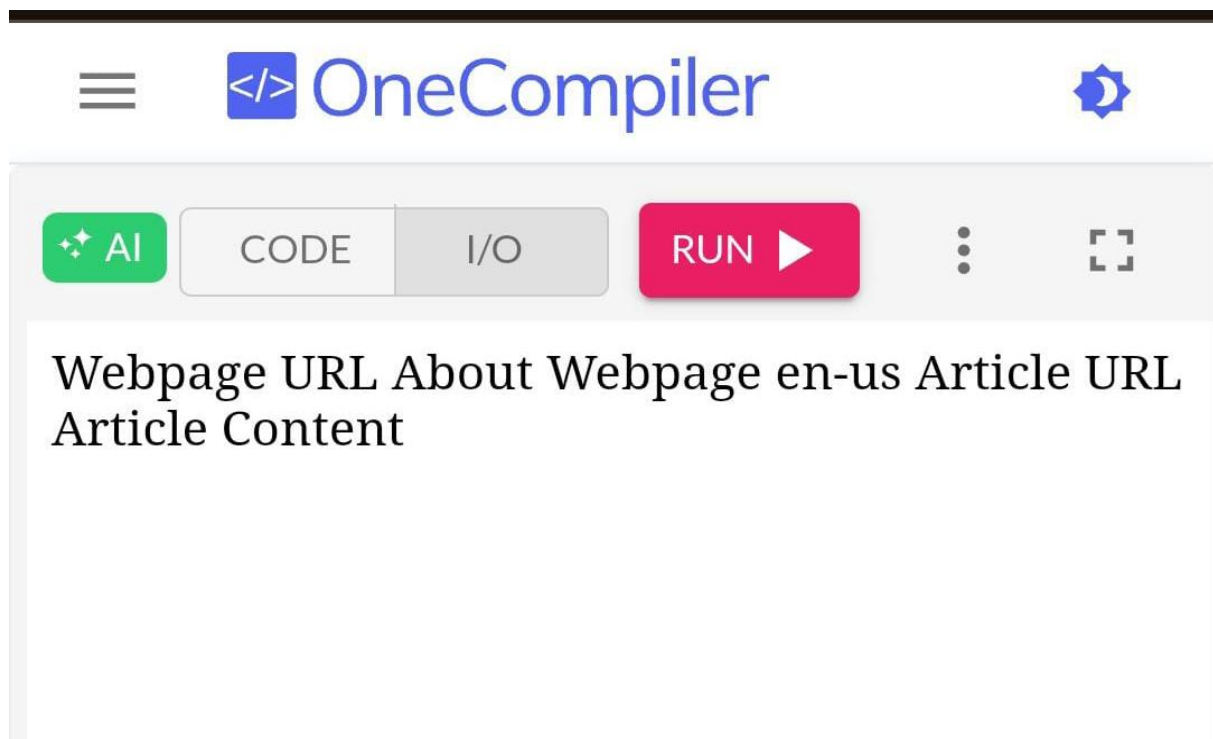 </> OneCompiler
AI CODE I/O RUN
Webpage URL About Webpage en-us Article URL
Article Content